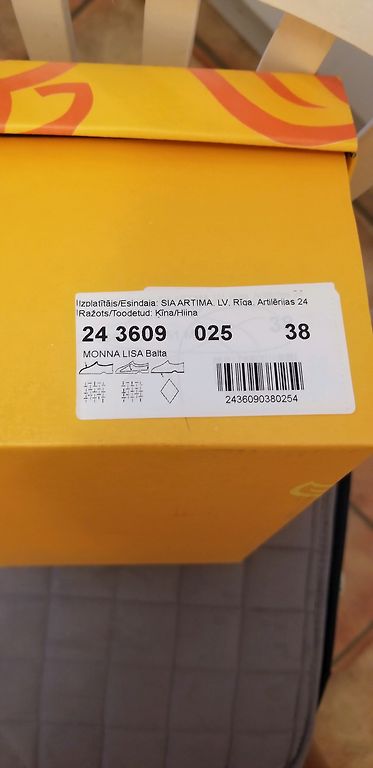 Izplatītājs/Esindaja: SIA ARTIMA, LV, Rīga, Artilērijas 24
Ražots/Toodetud: Ķīna/Hiina
24 3609 025 38
MONNA LISA Balta
2436090380254